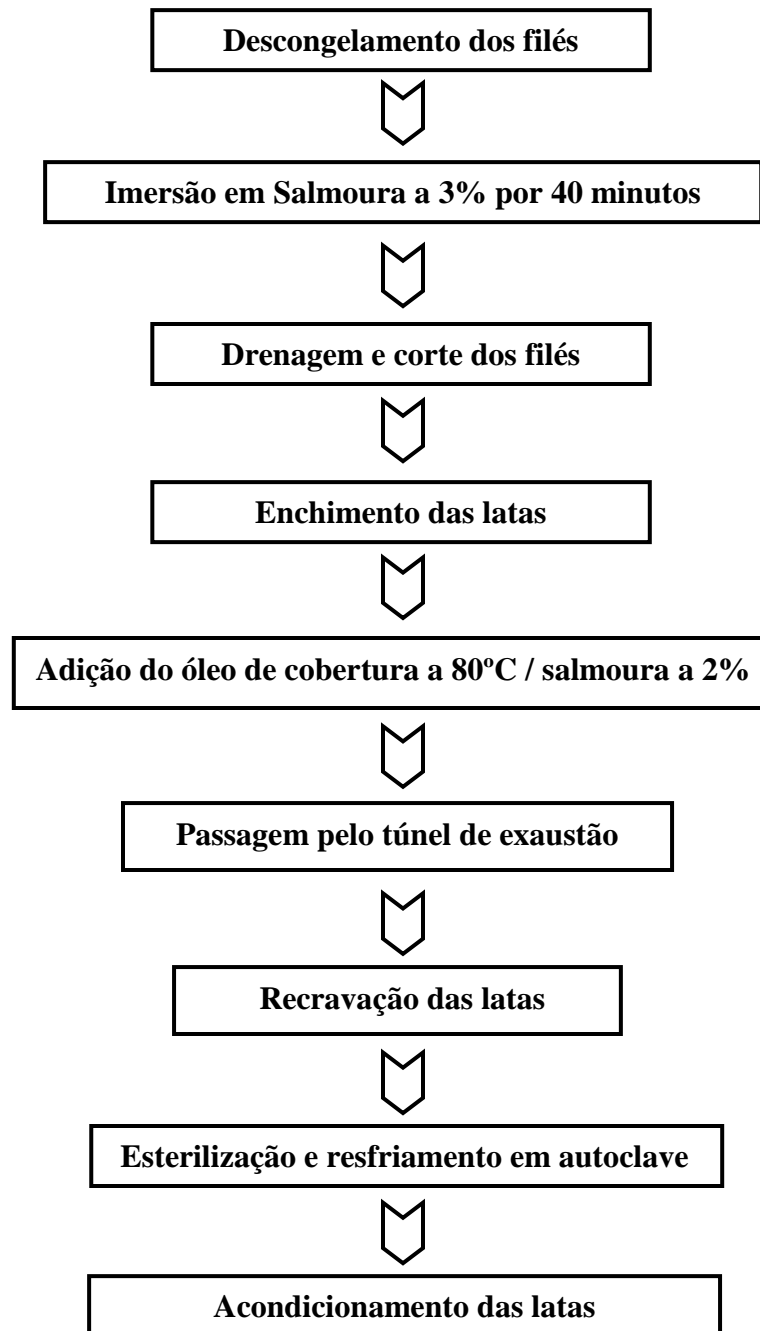 Descongelamento dos filés
Imersão em Salmoura a 3% por 40 minutos
Drenagem e corte dos filés
Enchimento das latas
Adição do óleo de cobertura a 80ºC / salmoura a 2%
Passagem pelo túnel de exaustão
Recravação das latas
Esterilização e resfriamento em autoclave
Acondicionamento das latas